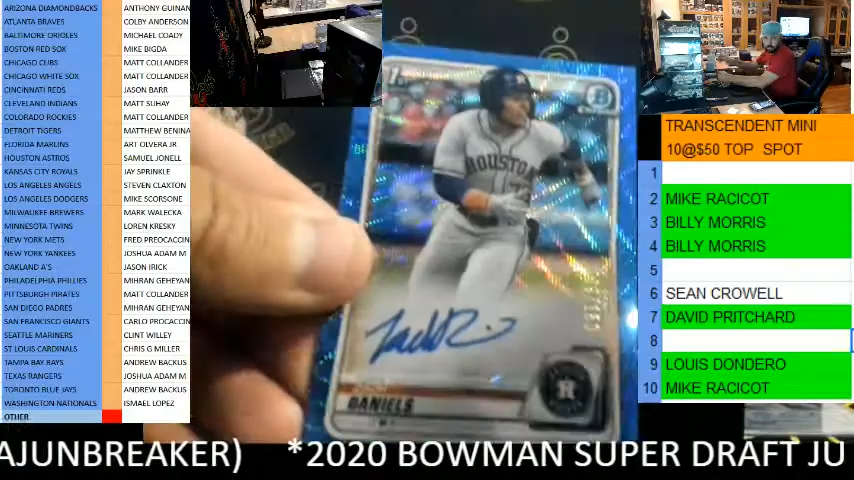 ARIZONA DIAMONDBACKS ANTHONY GUINAN
ATLANTA BRAVES COLBY ANDERSON
BALTIMORE ORIOLES MICHAEL COADY
BOSTON RED SOX MIKE BIGDA
CHICAGO CUBS MATT COLLANDER
CHICAGO WHITE SOX MATT COLLANDER
CINCINNATI REDS JASON BARR
CLEVELAND INDIANS MATT SUHAY
COLORADO ROCKIES MATT COLLANDER
DETROIT TIGERS MATTHEW BENINA
FLORIDA MARLINS ART OLVERA JR
HOUSTON ASTROS SAMUEL JONELL
KANSAS CITY ROYALS JAY SPRINKLE
LOS ANGELES ANGELS STEVEN CLAXTON
LOS ANGELES DODGERS MIKE SCORSONE
MILWAUKEE BREWERS MARK WALECKA
MINNESOTA TWINS LOREN KRESKY
NEW YORK METS FRED PREOCACCIN
NEW YORK YANKEES JOSHUA ADAM M
OAKLAND A'S JASON IRICK
PHILADELPHIA PHILLIES MIHRAN GEHEYAN
PITTSBURGH PIRATES MATT COLLANDER
SAN DIEGO PADRES MIHRAN GEHEYAN
SAN FRANCISCO GIANTS CARLO PROCACCIN
SEATTLE MARINERS CLINT WILLEY
ST LOUIS CARDINALS CHRIS G MILLER
TAMPA BAY RAYS ANDREW BACKUS
TEXAS RANGERS JOSHUA ADAM M
TORONTO BLUE JAYS ANDREW BACKUS
WASHINGTON NATIONALS ISMAEL LOPEZ
OTHER
1st
HOUSTON
DANIELS
TRANSCENDENT MINI
10@$50 TOP SPOT
1
2 MIKE RACICOT
3 BILLY MORRIS
4 BILLY MORRIS
5
6 SEAN CROWELL
7 DAVID PRITCHARD
8
9 LOUIS DONDERO
10 MIKE RACICOT
AJUNBREAKER) *2020 BOWMAN SUPER DRAFT JU